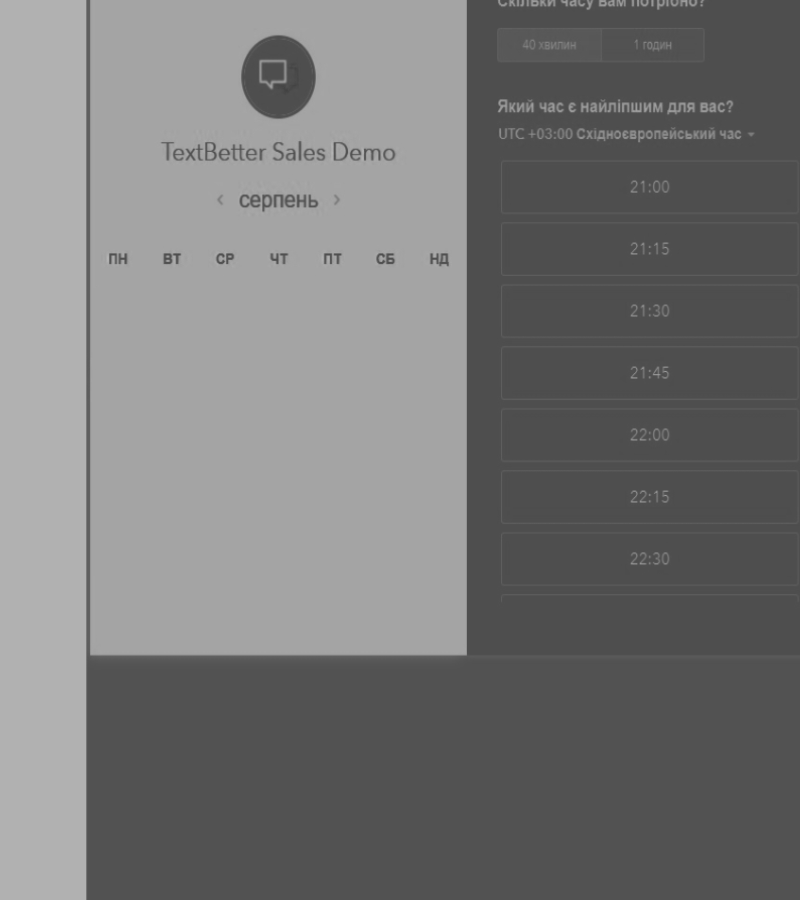 TextBetter Sales Demo
‹ серпень ›
ПН ВТ СР ЧТ ПТ СБ НД
Скільки часу вам потрібно?
40 хвилин 1 годин
Який час є найліпшим для вас?
UTC +03:00 Східноєвропейський час
21:00
21:15
21:30
21:45
22:00
22:15
22:30